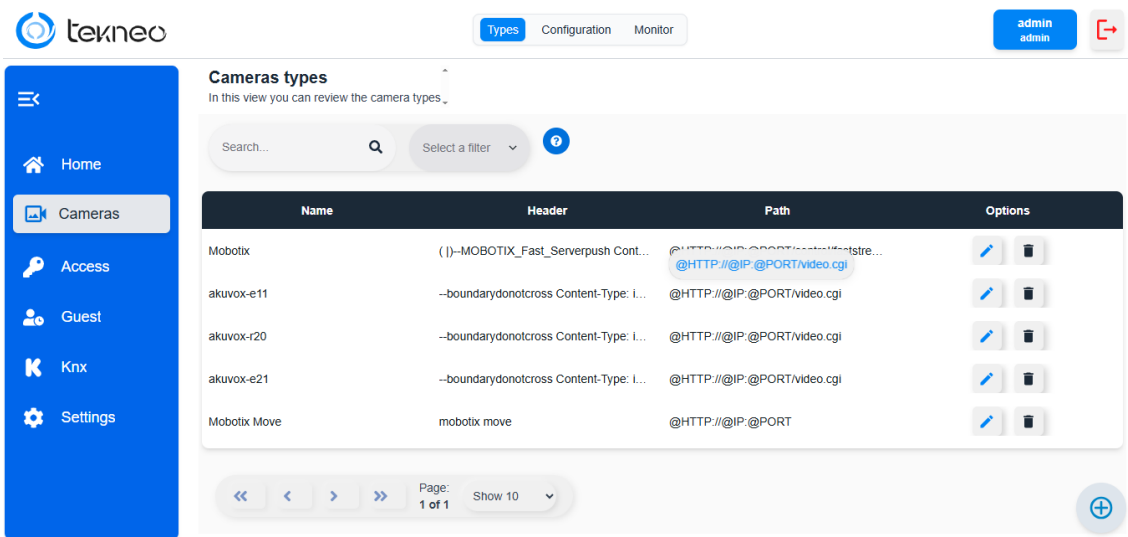 tekneo
Types Configuration Monitor
admin
admin
Cameras types
In this view you can review the camera types
Search...
Select a filter
Home
Cameras
Access
Guest
Knx
Settings
Name Header Path Options
Mobotix ( |)--MOBOTIX_Fast_Serverpush Cont...
@HTTP://@IP:@PORT/video.cgi
akuvox-e11 --boundarydonotcross Content-Type: i... @HTTP://@IP:@PORT/video.cgi
akuvox-r20 --boundarydonotcross Content-Type: i... @HTTP://@IP:@PORT/video.cgi
akuvox-e21 --boundarydonotcross Content-Type: i... @HTTP://@IP:@PORT/video.cgi
Mobotix Move mobotix move @HTTP://@IP:@PORT
Page:
1 of 1
Show 10